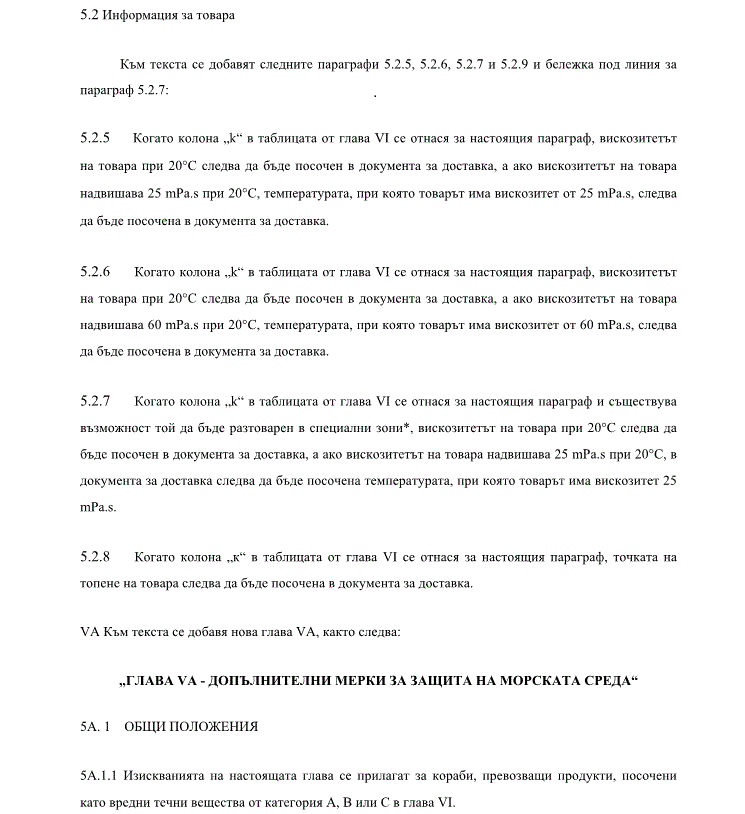 5.2 Информация за товара
Към текста се добавят следните параграфи 5.2.5, 5.2.6, 5.2.7 и 5.2.9 и бележка под линия за
параграф 5.2.7:
5.2.5 Когато колона „k“ в таблицата от глава VI се отнася за настоящия параграф, вискозитетът
на товара при 20°C следва да бъде посочен в документа за доставка, а ако вискозитетът на товара
надвишава 25 mPa.s при 20°C, температурата, при която товарът има вискозитет от 25 mPa.s, следва
да бъде посочена в документа за доставка.
5.2.6 Когато колона „k“ в таблицата от глава VI се отнася за настоящия параграф, вискозитетът
на товара при 20°C следва да бъде посочен в документа за доставка, а ако вискозитетът на товара
надвишава 60 mPa.s при 20°C, температурата, при която товарът има вискозитет от 60 mPa.s, следва
да бъде посочена в документа за доставка.
5.2.7 Когато колона „k“ в таблицата от глава VI се отнася за настоящия параграф и съществува
възможност той да бъде разтоварен в специални зони*, вискозитетът на товара при 20°C следва да
бъде посочен в документа за доставка, а ако вискозитетът на товара надвишава 25 mPa.s при 20°C, в
документа за доставка следва да бъде посочена температурата, при която товарът има вискозитет 25
mPa.s.
5.2.8 Когато колона „к“ в таблицата от глава VI се отнася за настоящия параграф, точката на
топене на товара следва да бъде посочена в документа за доставка.
VA Към текста се добавя нова глава VA, както следва:
„ГЛАВА VA - ДОПЪЛНИТЕЛНИ МЕРКИ ЗА ЗАЩИТА НА МОРСКАТА СРЕДА“
5A. 1 ОБЩИ ПОЛОЖЕНИЯ
5A.1.1 Изискванията на настоящата глава се прилагат за кораби, превозващи продукти, посочени
като вредни течни вещества от категория A, B или C в глава VI.